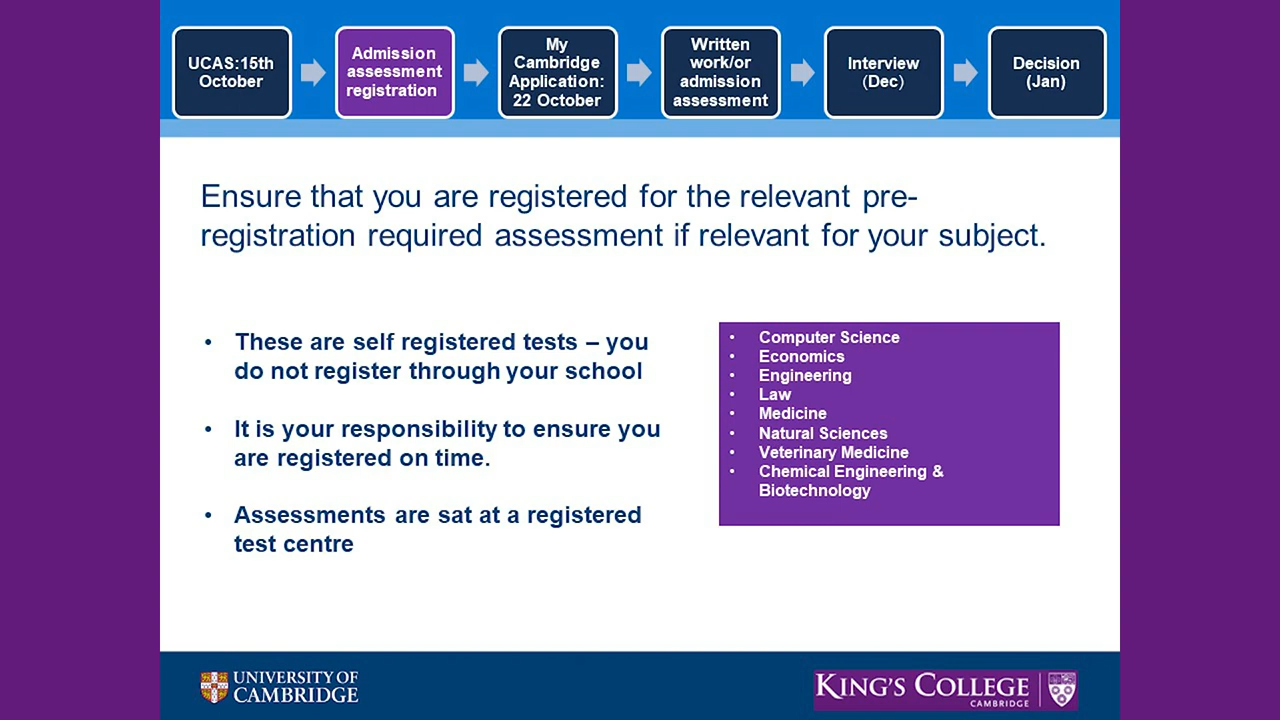 UCAS:15th
October
Admission
assessment
registration
My
Cambridge
Application:
22 October
Written
work/or
admission
assessment
Interview
(Dec)
Decision
(Jan)
Ensure that you are registered for the relevant pre-
registration required assessment if relevant for your subject.
• These are self registered tests – you
do not register through your school
• It is your responsibility to ensure you
are registered on time.
• Assessments are sat at a registered
test centre
• Computer Science
• Economics
• Engineering
• Law
• Medicine
• Natural Sciences
• Veterinary Medicine
• Chemical Engineering &
Biotechnology
UNIVERSITY OF
CAMBRIDGE
KING'S COLLEGE
CAMBRIDGE